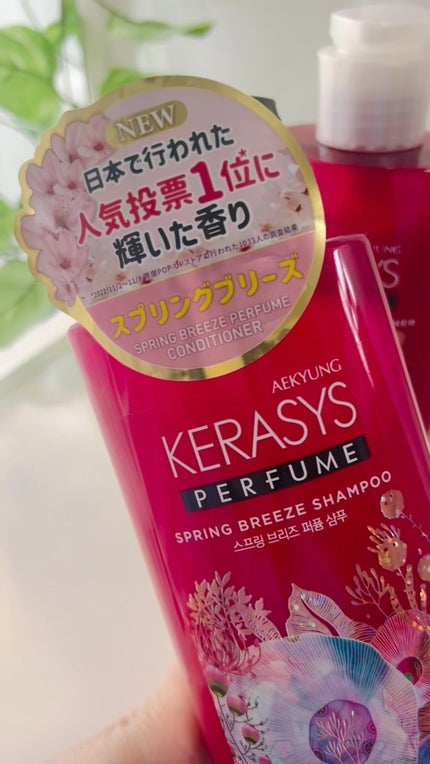 NEW
日本で行われた
人気投票1位に
輝いた香り
スプリングブリーズ
SPRING BREEZE PERFUME
CONDITIONER
AEKYUNG
KERASYS
PERFUME
SPRING BREEZE SHAMPOO
스프링 브리즈 퍼퓸 샴푸
KYUNG
SYS